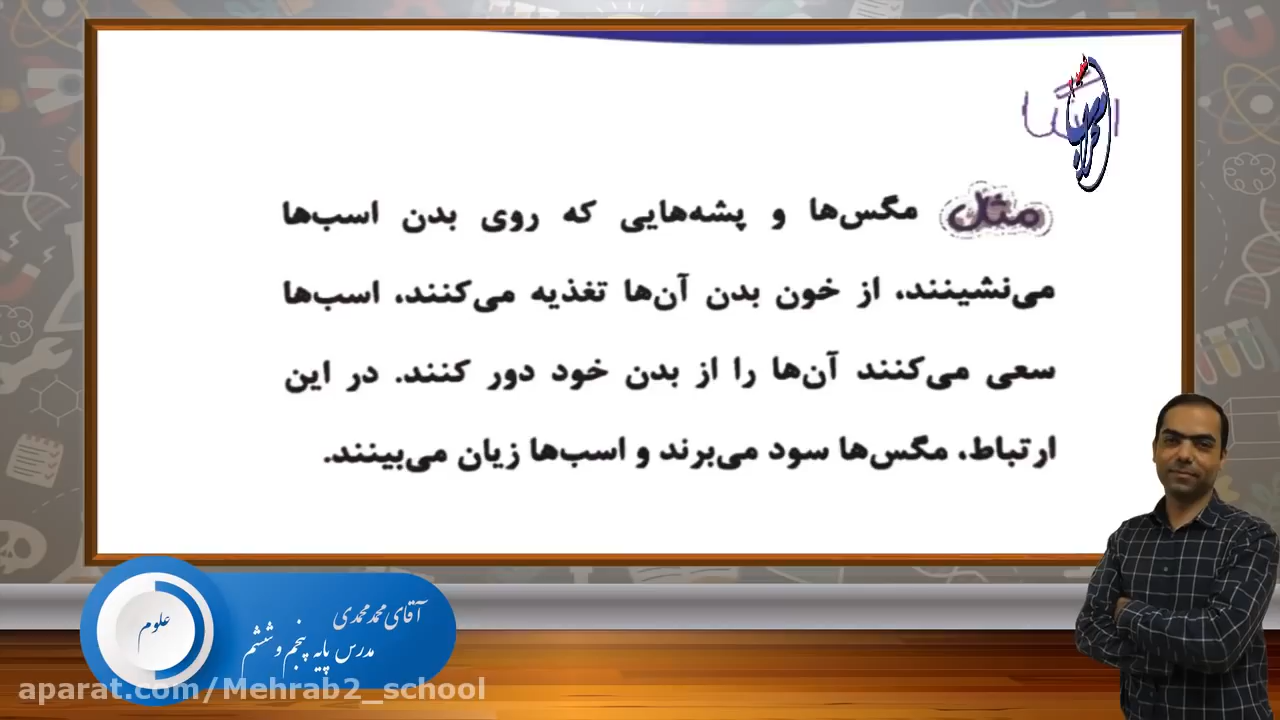 مثل مگس‌ها و پشه‌هایی که روی بدن اسب‌ها
می‌نشینند، از خون بدن آن‌ها تغذیه می‌کنند، اسب‌ها
سعی می‌کنند آن‌ها را از بدن خود دور کنند. در این
ارتباط، مگس‌ها سود می‌برند و اسب‌ها زیان می‌بینند.
علوم
آقای محمد محمدی
مدرس پایه پنجم و ششم
aparat.com/Mehrab2_school